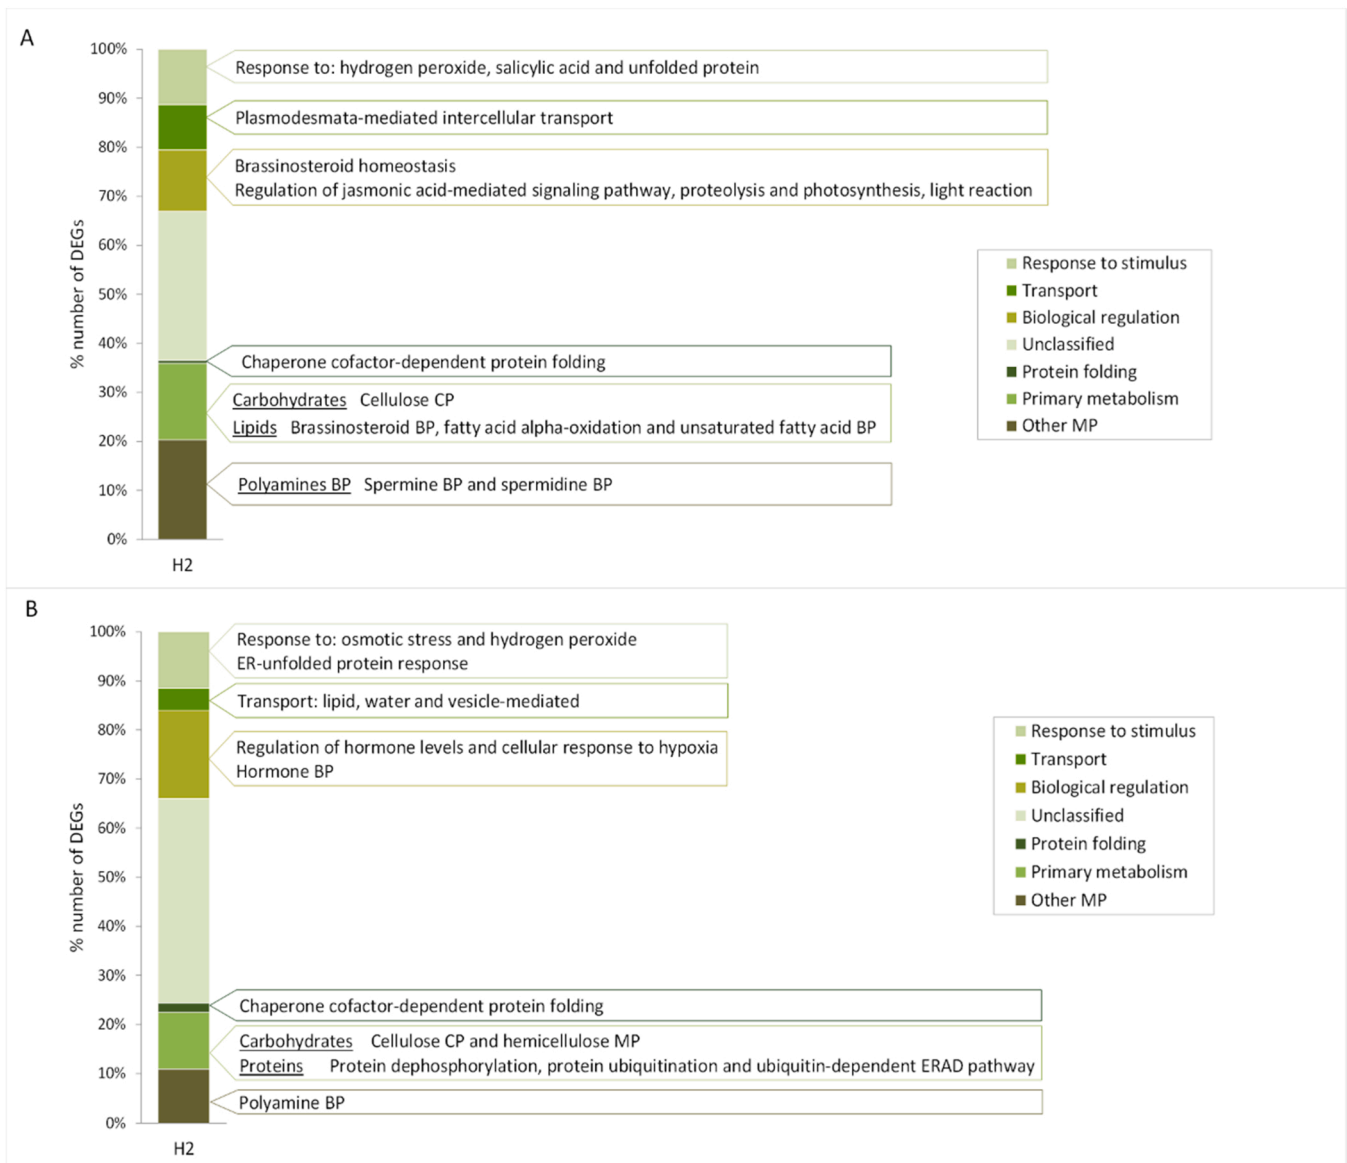 A
100%
90%
80%
70%
60%
50%
40%
30%
20%
10%
0%
% number of DEGs
H2
Response to: hydrogen peroxide, salicylic acid and unfolded protein
Plasmodesmata-mediated intercellular transport
Brassinosteroid homeostasis
Regulation of jasmonic acid-mediated signaling pathway, proteolysis and photosynthesis, light reaction
Chaperone cofactor-dependent protein folding
Carbohydrates Cellulose CP
Lipids Brassinosteroid BP, fatty acid alpha-oxidation and unsaturated fatty acid BP
Polyamines BP Spermine BP and spermidine BP
Response to stimulus
Transport
Biological regulation
Unclassified
Protein folding
Primary metabolism
Other MP
B
100%
90%
80%
70%
60%
50%
40%
30%
20%
10%
0%
% number of DEGs
H2
Response to: osmotic stress and hydrogen peroxide
ER-unfolded protein response
Transport: lipid, water and vesicle-mediated
Regulation of hormone levels and cellular response to hypoxia
Hormone BP
Chaperone cofactor-dependent protein folding
Carbohydrates Cellulose CP and hemicellulose MP
Proteins Protein dephosphorylation, protein ubiquitination and ubiquitin-dependent ERAD pathway
Polyamine BP
Response to stimulus
Transport
Biological regulation
Unclassified
Protein folding
Primary metabolism
Other MP